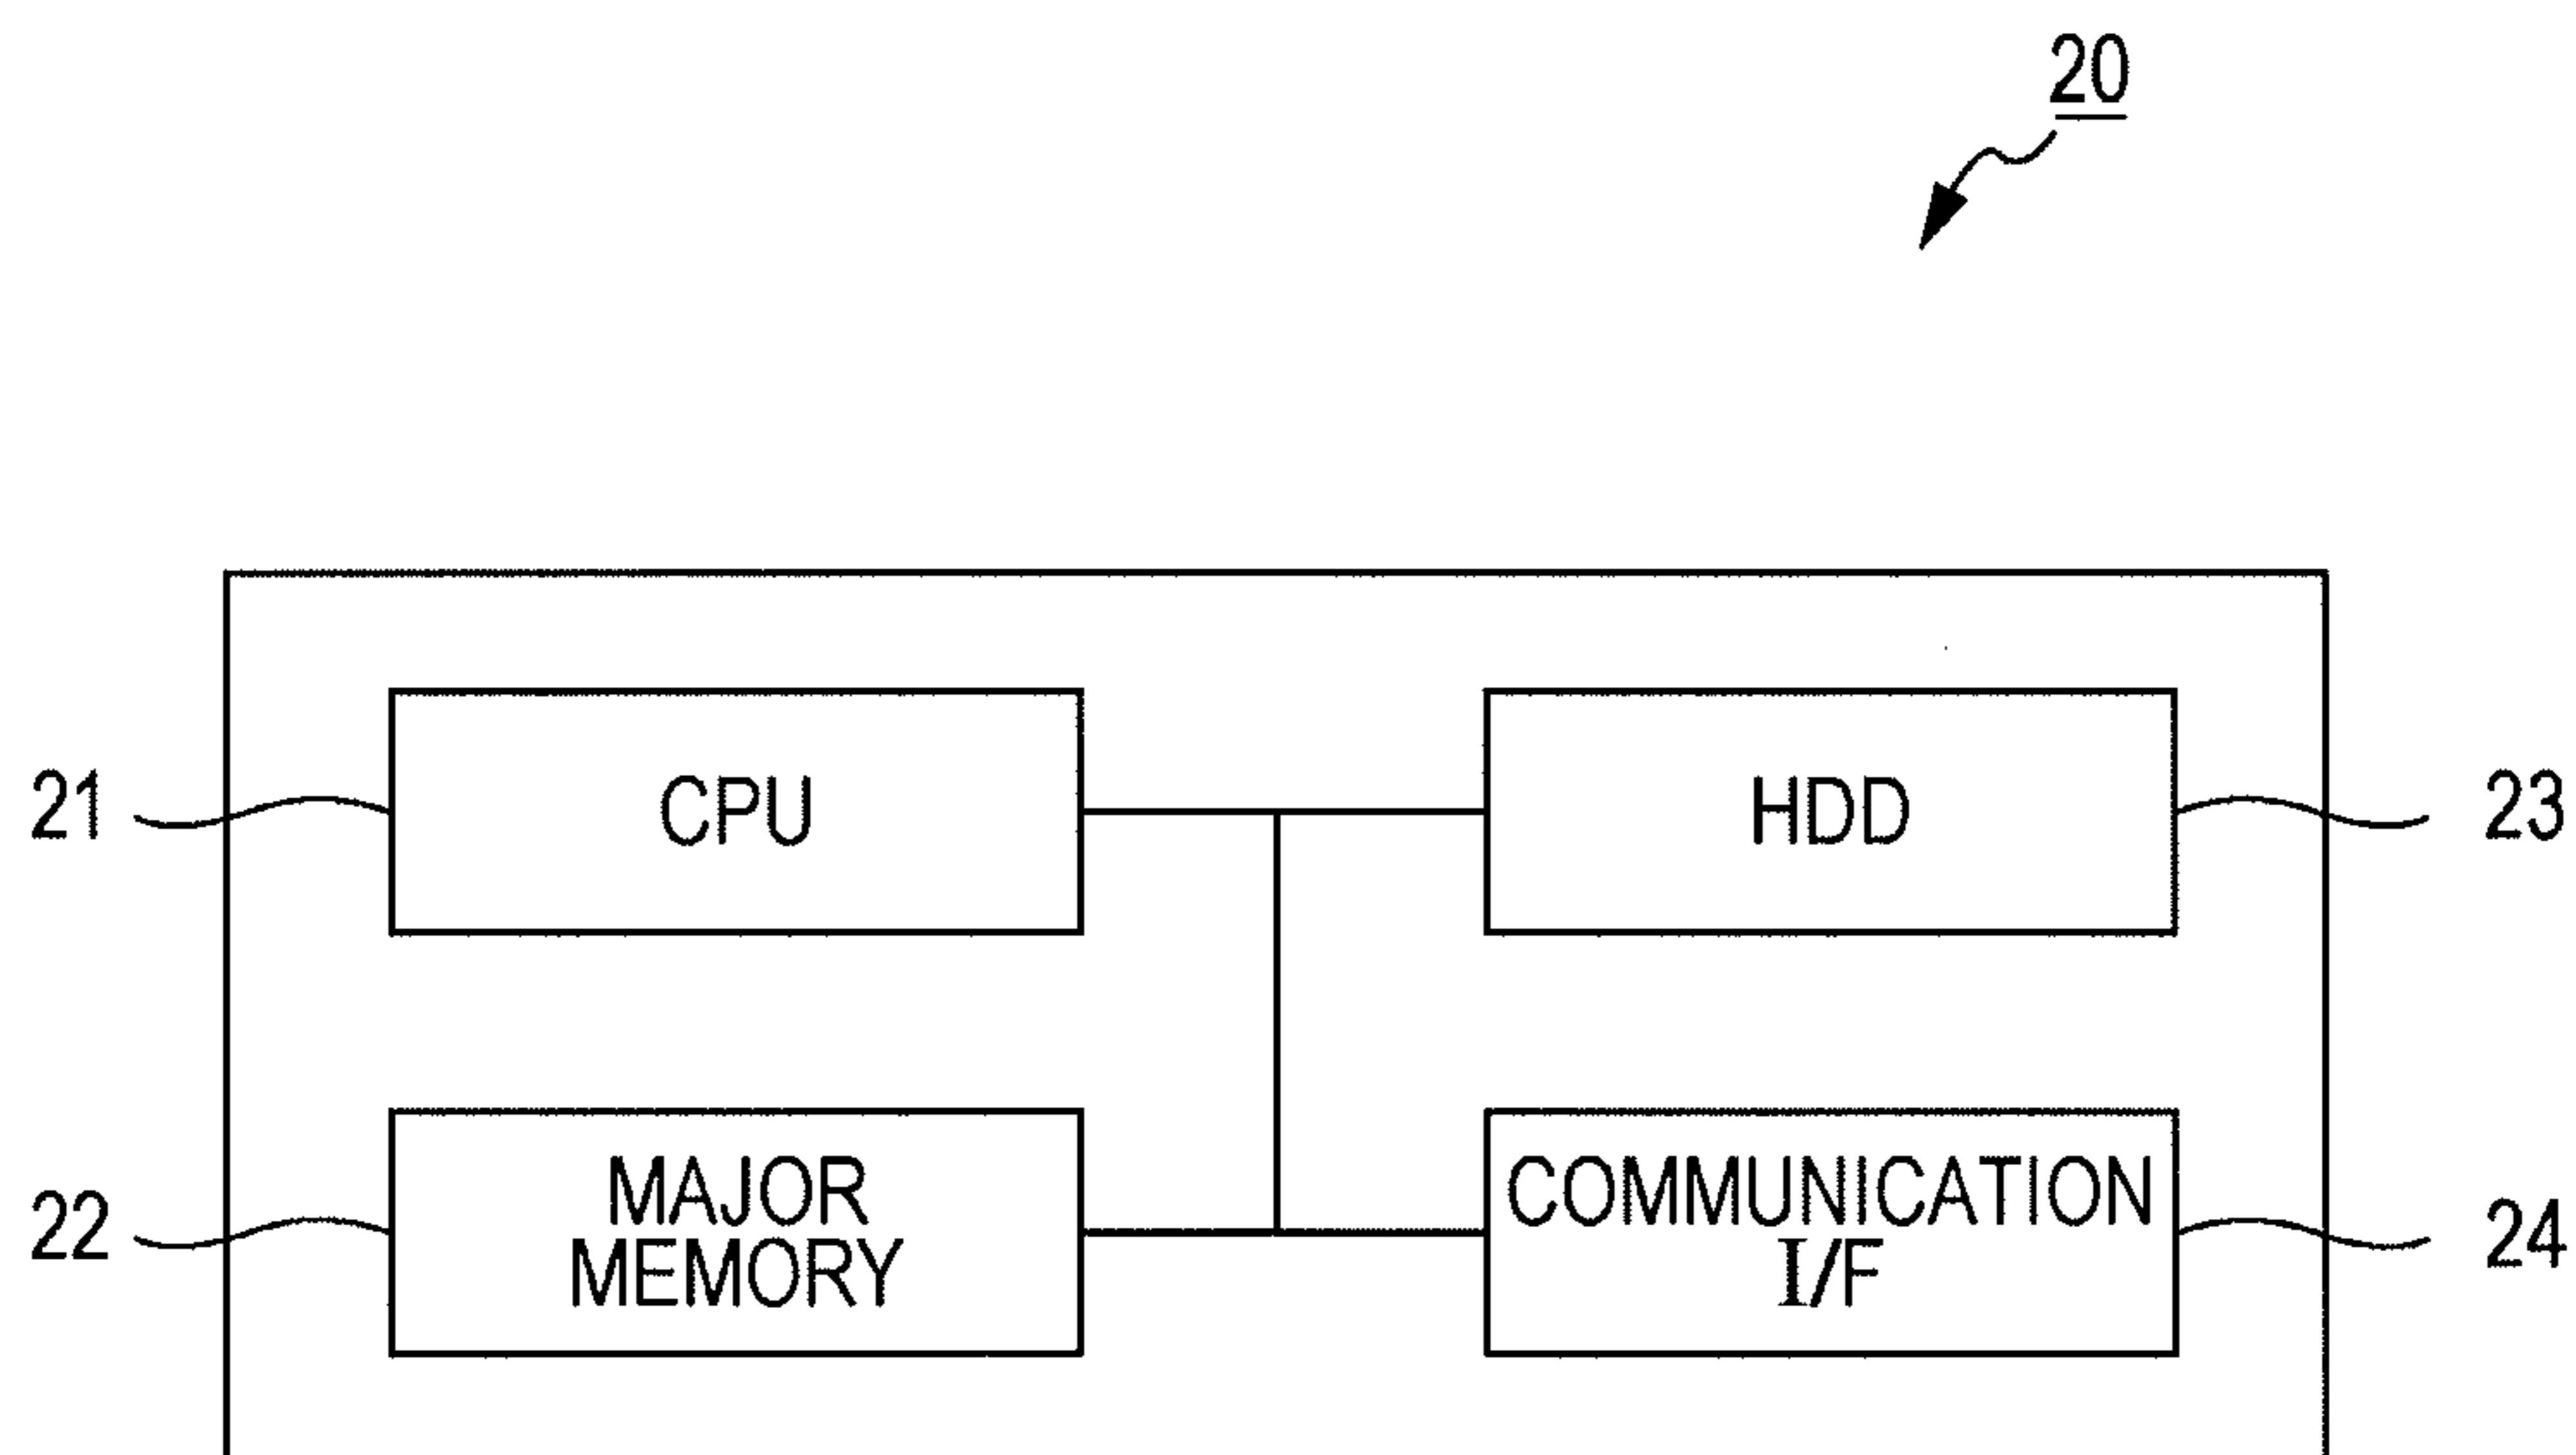 20
21
CPU
HDD
23
22
MAJOR
MEMORY
COMMUNICATION
I/F
24